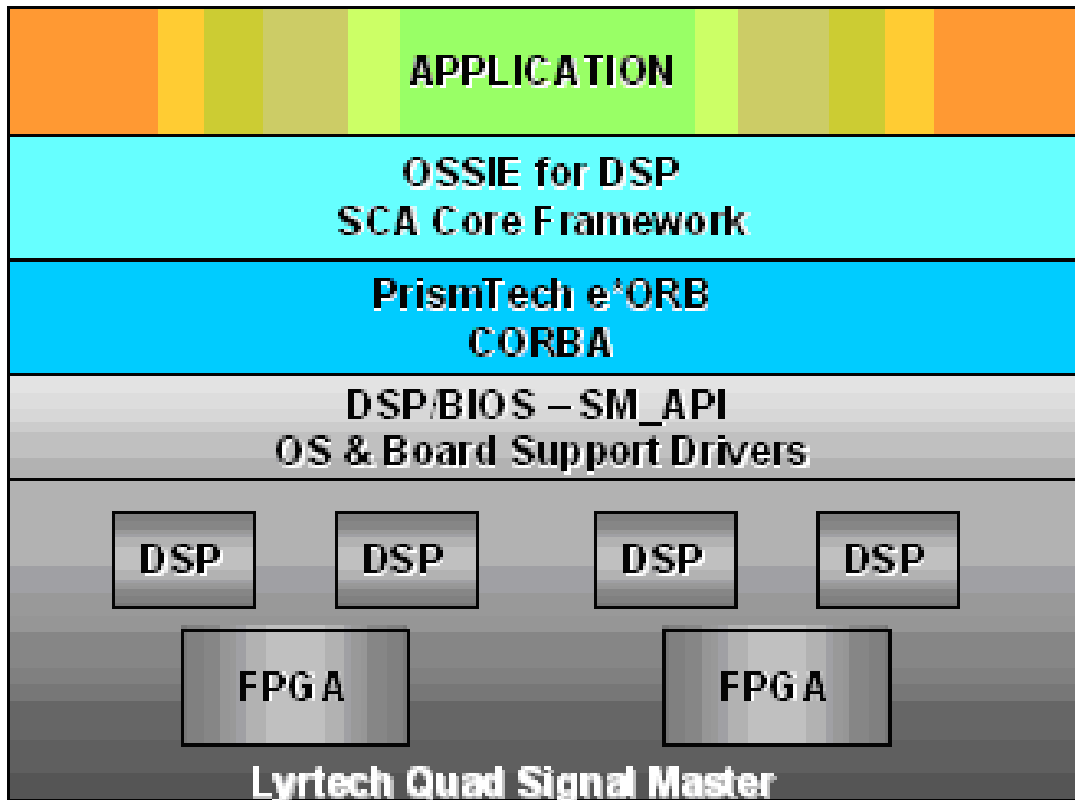 APPLICATION
OSSIE for DSP
SCA Core Framework
PrismTech e*ORB
CORBA
DSP/BIOS – SM_API
OS & Board Support Drivers
DSP DSP DSP DSP
FPGA FPGA
Lyrtech Quad Signal Master